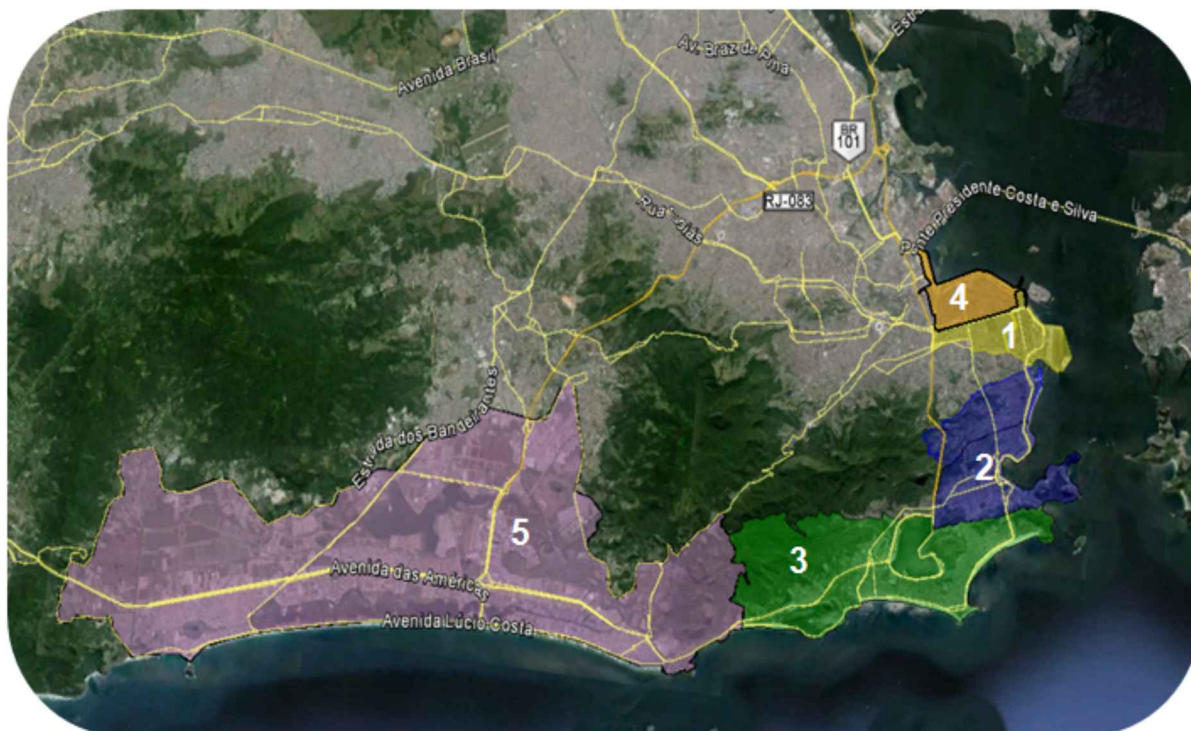 Avenida Brasil
Av. Braz de Pina
BR
101
RJ-083
Ponte Presidente Costa e Silva
4
1
Estrada dos Bandeirantes
2
5
3
Avenida das Américas
Avenida Lúcio Costa